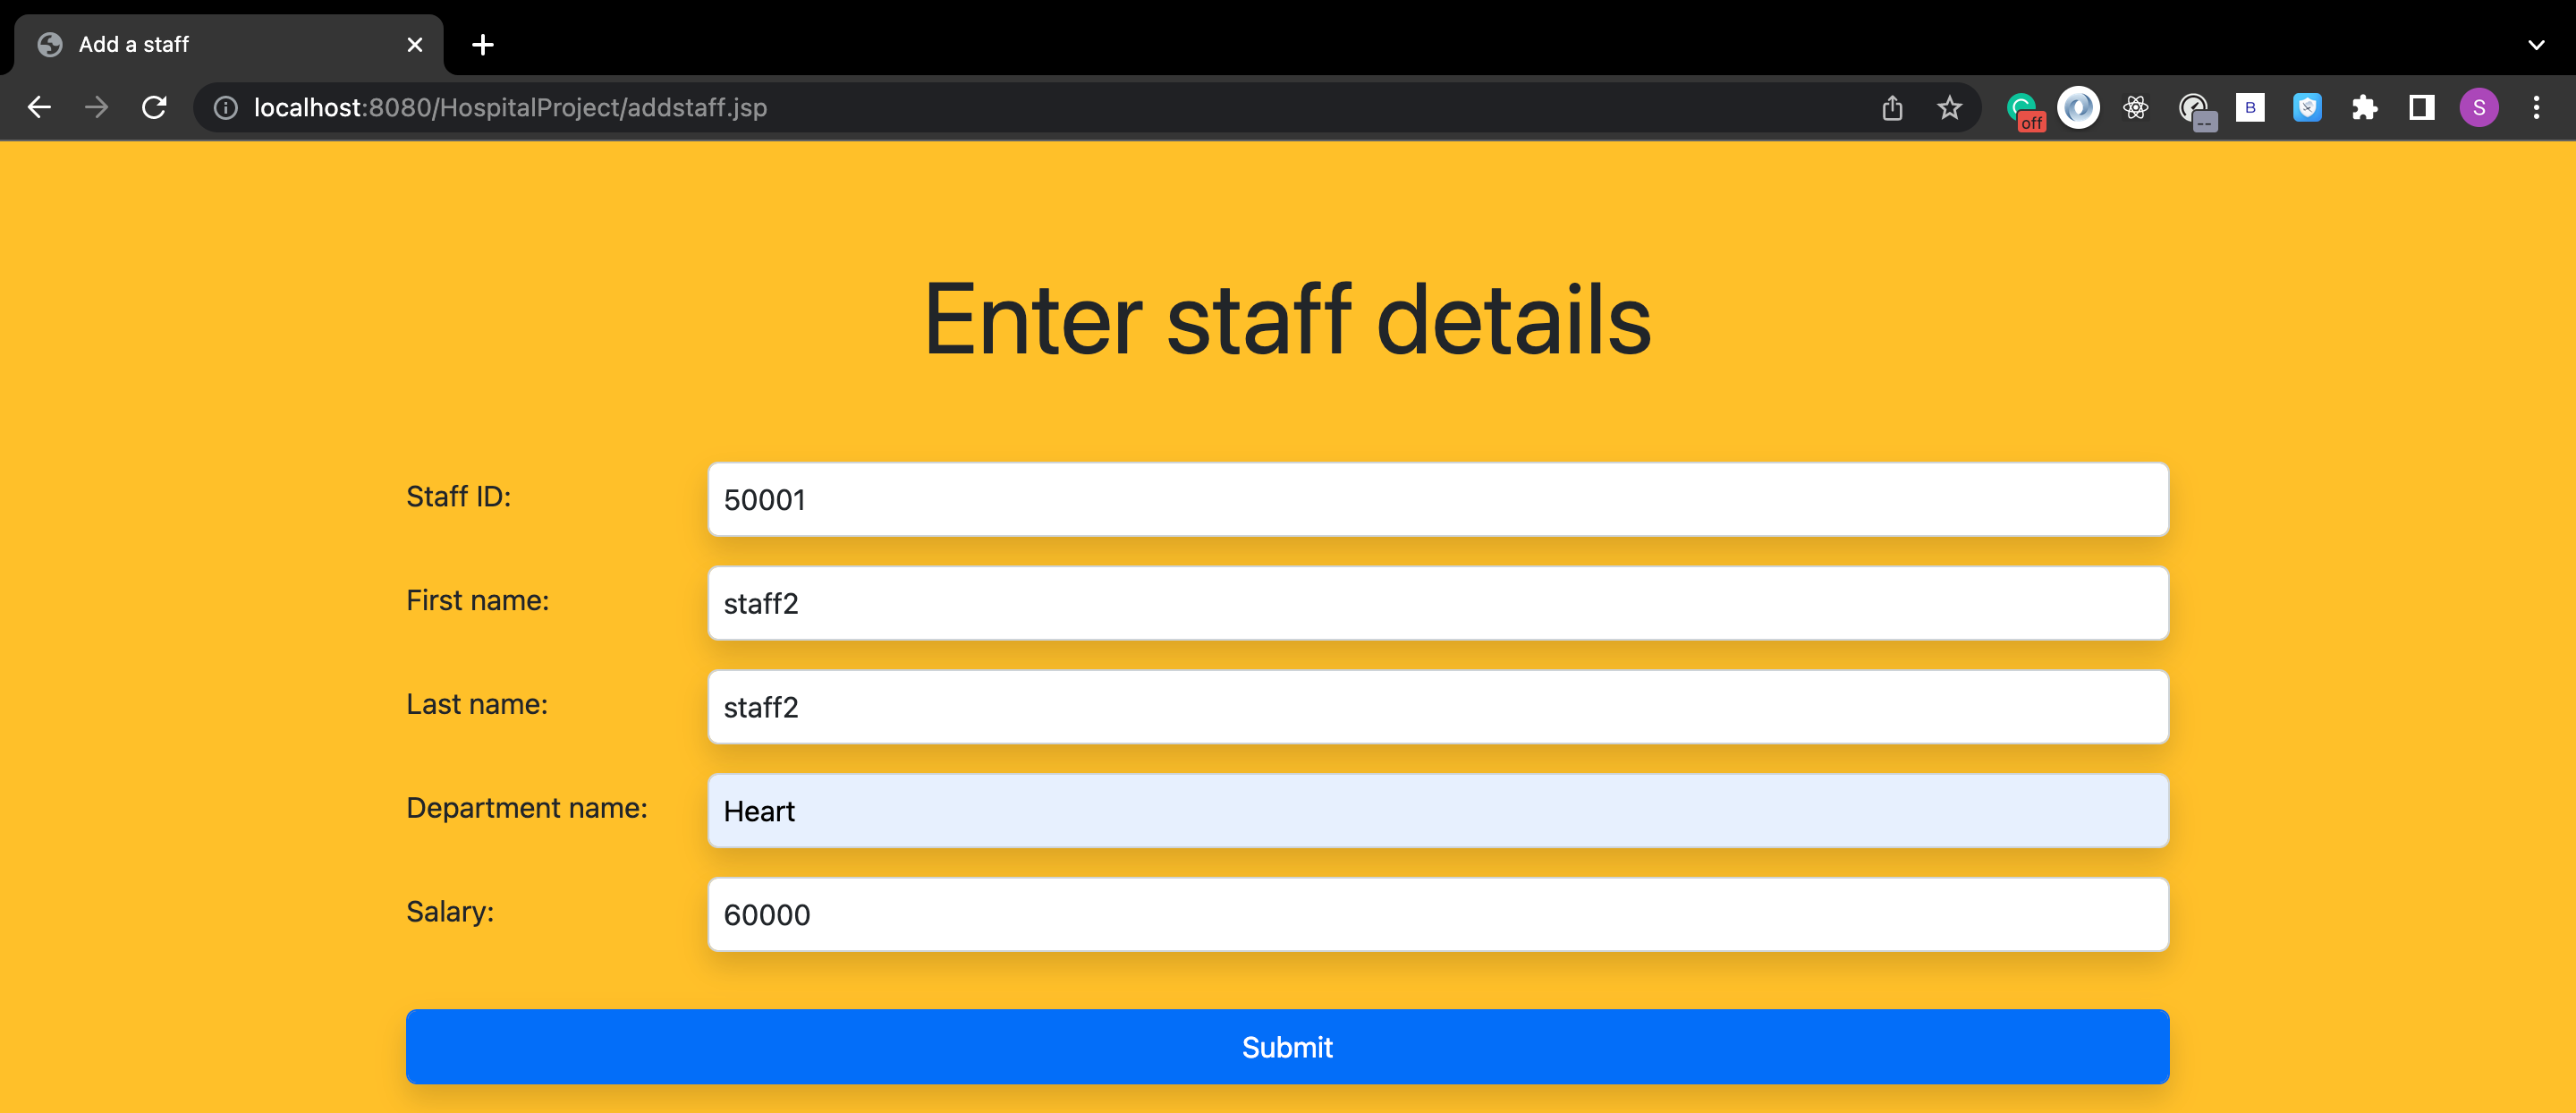 Add a staff
localhost:8080/HospitalProject/addstaff.jsp
off
--
B
S
Enter staff details
Staff ID: 50001
First name: staff2
Last name: staff2
Department name: Heart
Salary: 60000
Submit